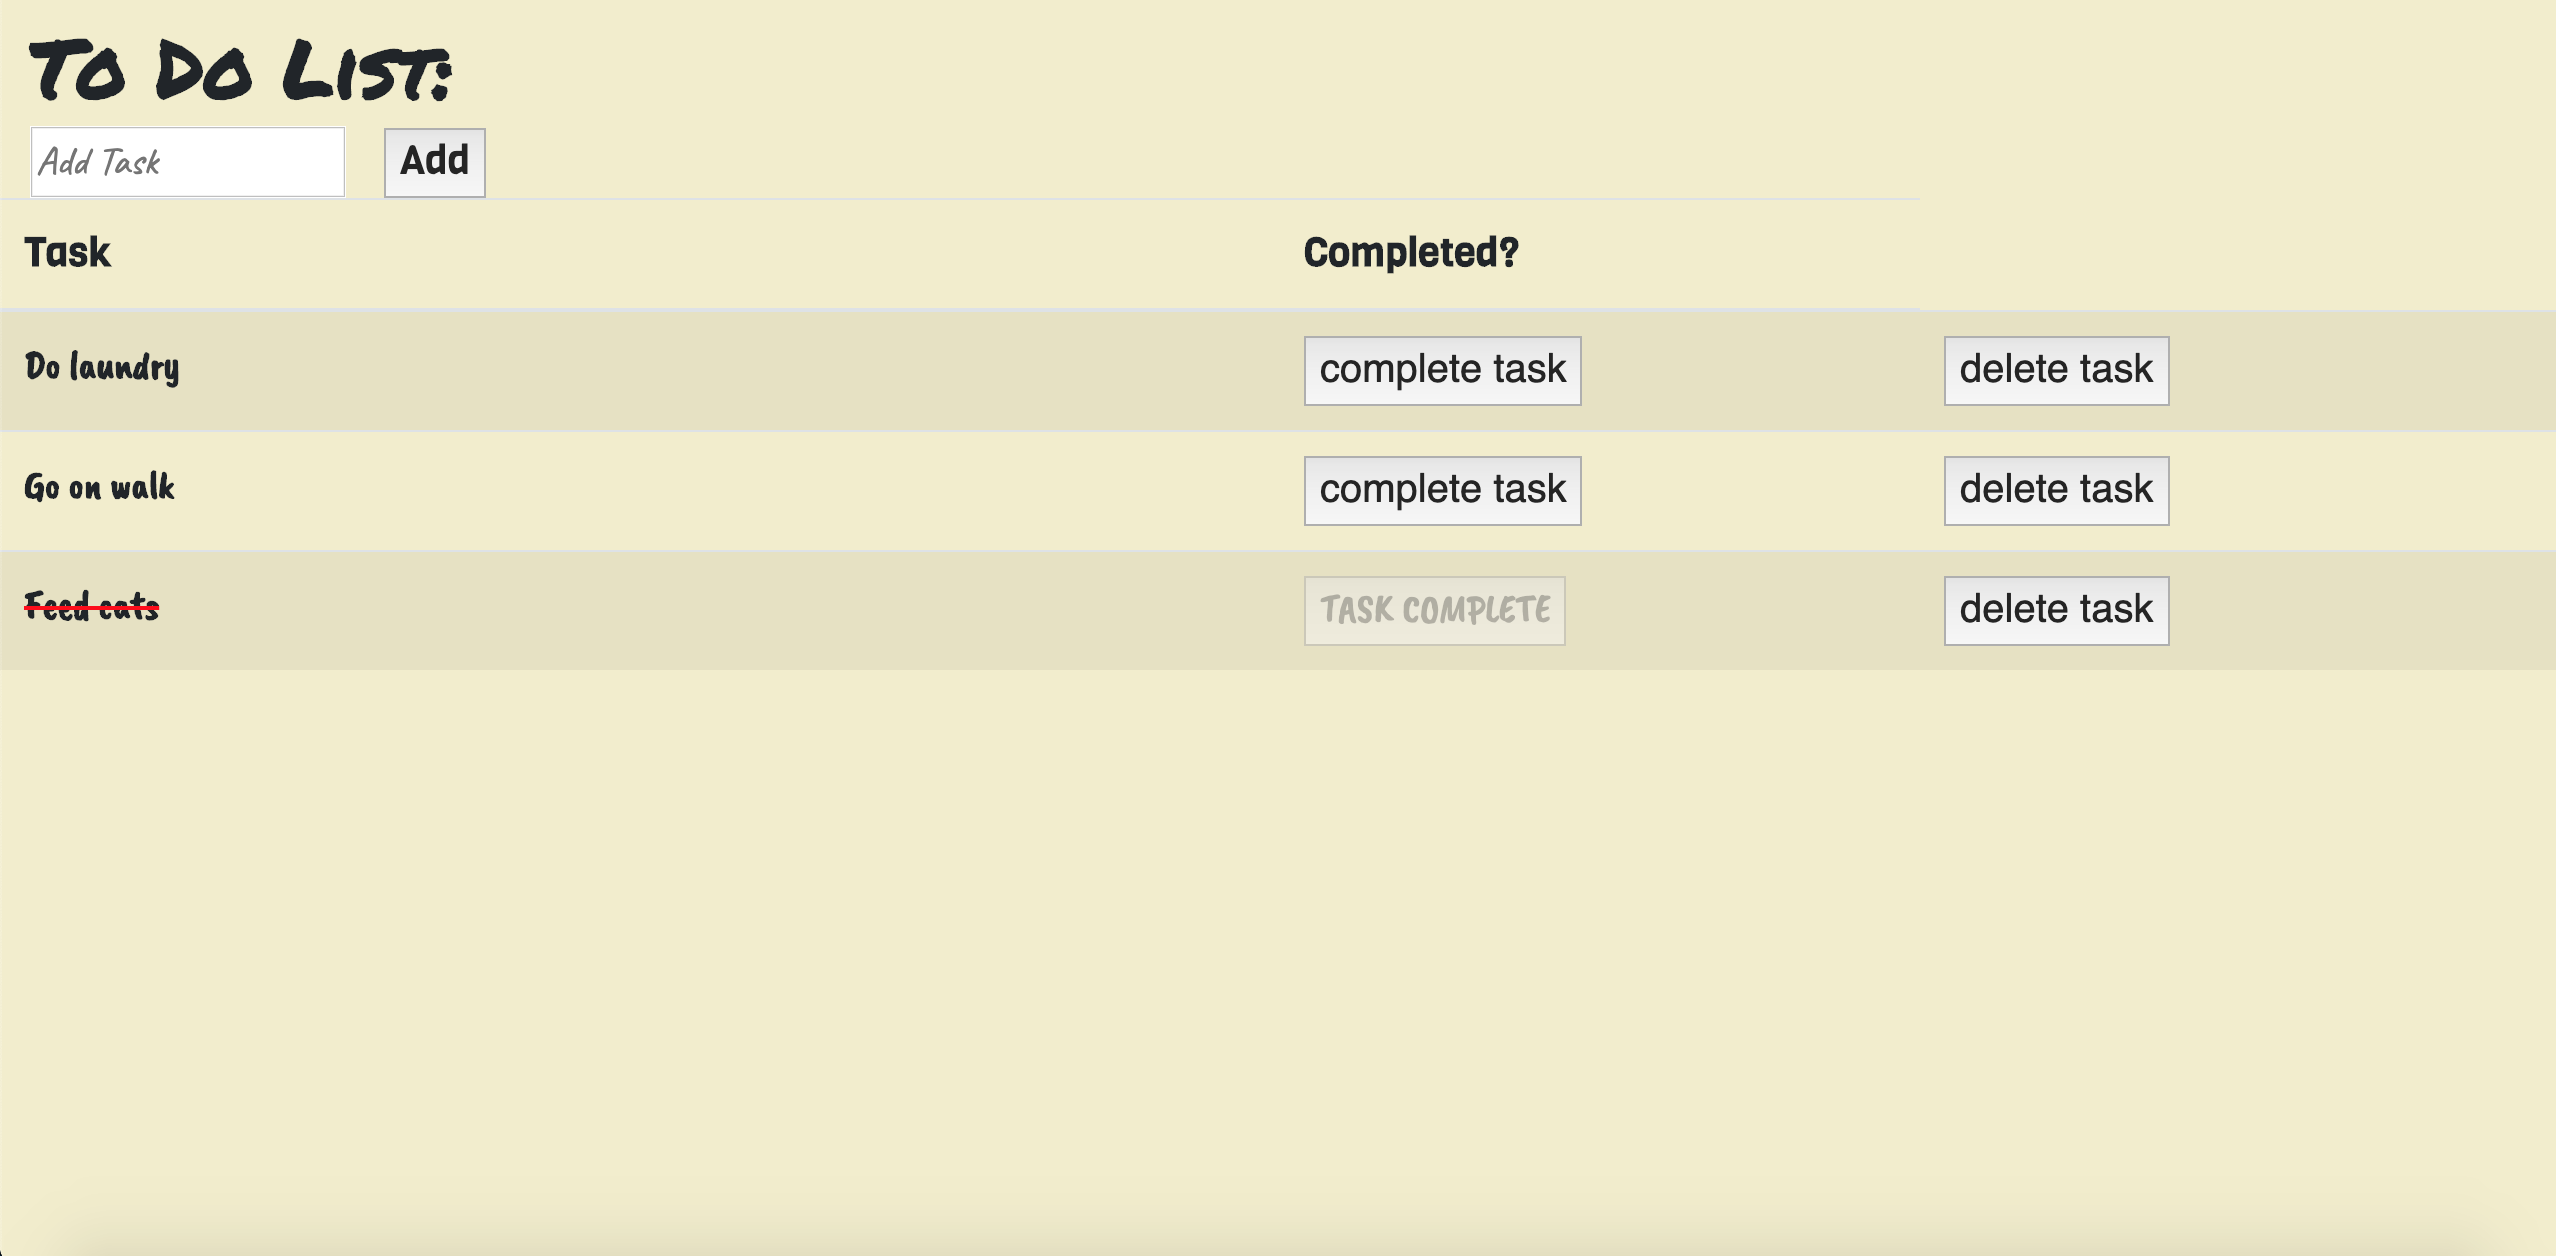 To Do List:
Add Task Add
Task Completed?
Do laundry complete task delete task
Go on walk complete task delete task
Feed cats TASK COMPLETE delete task